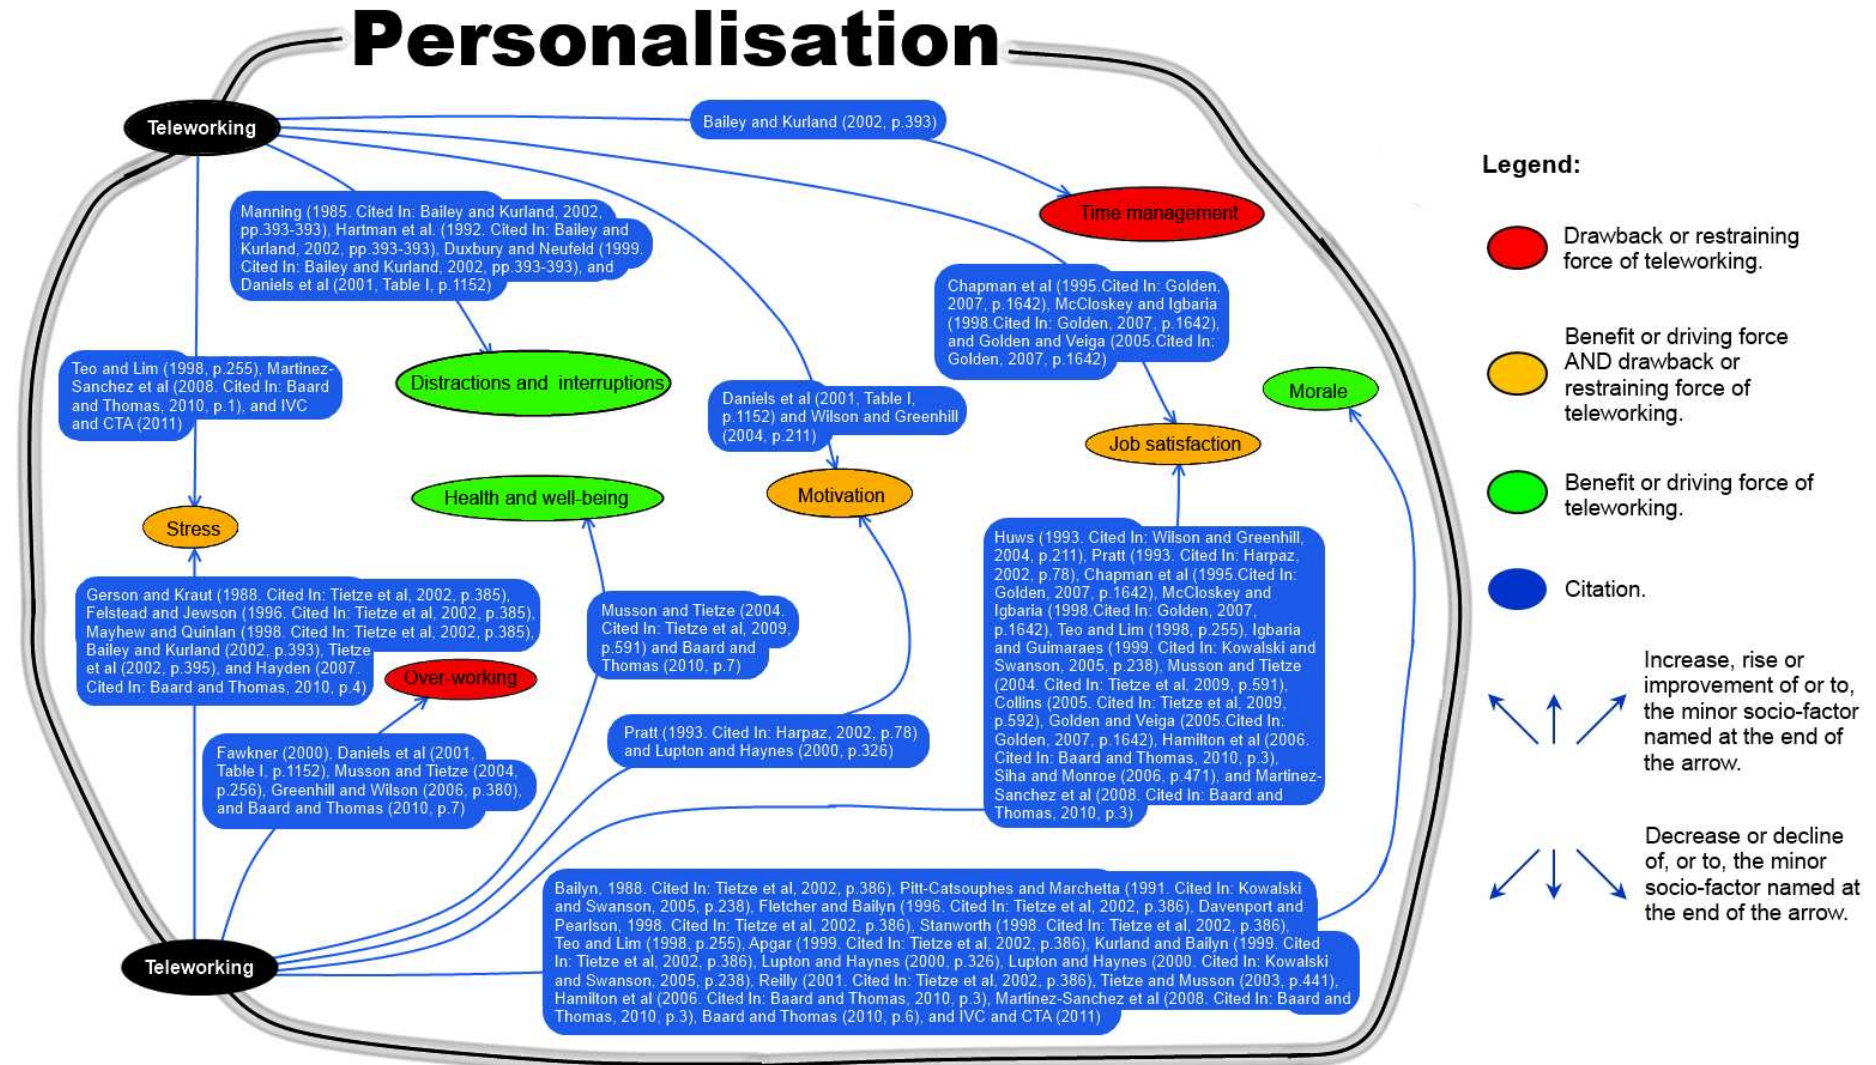 Personalisation
Teleworking
Bailey and Kurland (2002, p.393)
Time management
Manning (1985. Cited In: Bailey and Kurland, 2002,
pp.393-393), Hartman et al. (1992. Cited In: Bailey and
Kurland, 2002, pp.393-393), Duxbury and Neufeld (1999.
Cited In: Bailey and Kurland, 2002, pp.393-393), and
Daniels et al (2001, Table I, p.1152)
Chapman et al (1995.Cited In: Golden,
2007, p.1642), McCloskey and Igbaria
(1998.Cited In: Golden, 2007, p.1642),
and Golden and Veiga (2005.Cited In:
Golden, 2007, p.1642)
Teo and Lim (1998, p.255), Martinez-
Sanchez et al (2008. Cited In: Baard
and Thomas, 2010, p.1), and IVC
and CTA (2011)
Distractions and interruptions
Daniels et al (2001, Table I,
p.1152) and Wilson and Greenhill
(2004, p.211)
Morale
Job satisfaction
Health and well-being
Motivation
Stress
Gerson and Kraut (1988. Cited In: Tietze et al, 2002, p.385),
Felstead and Jewson (1996. Cited In: Tietze et al, 2002, p.385),
Mayhew and Quinlan (1998. Cited In: Tietze et al, 2002, p.385),
Bailey and Kurland (2002, p.393), Tietze
et al (2002, p.395), and Hayden (2007.
Cited In: Baard and Thomas, 2010, p.4)
Over-working
Musson and Tietze (2004.
Cited In: Tietze et al, 2009,
p.591) and Baard and
Thomas (2010, p.7)
Huws (1993. Cited In: Wilson and Greenhill,
2004, p.211), Pratt (1993. Cited In: Harpaz,
2002, p.78), Chapman et al (1995.Cited In:
Golden, 2007, p.1642), McCloskey and
Igbaria (1998.Cited In: Golden, 2007,
p.1642), Teo and Lim (1998, p.255), Igbaria
and Guimaraes (1999. Cited In: Kowalski and
Swanson, 2005, p.238), Musson and Tietze
(2004. Cited In: Tietze et al, 2009, p.591),
Collins (2005. Cited In: Tietze et al, 2009,
p.592), Golden and Veiga (2005.Cited In:
Golden, 2007, p.1642), Hamilton et al (2006.
Cited In: Baard and Thomas, 2010, p.3),
Siha and Monroe (2006, p.471), and Martinez-
Sanchez et al (2008. Cited In: Baard and
Thomas, 2010, p.3)
Pratt (1993. Cited In: Harpaz, 2002, p.78)
and Lupton and Haynes (2000, p.326)
Fawkner (2000), Daniels et al (2001,
Table I, p.1152), Musson and Tietze (2004,
p.256), Greenhill and Wilson (2006, p.380),
and Baard and Thomas (2010, p.7)
Bailyn, 1988. Cited In: Tietze et al, 2002, p.386), Pitt-Catsouphes and Marchetta (1991. Cited In: Kowalski
and Swanson, 2005, p.238), Fletcher and Bailyn (1996. Cited In: Tietze et al, 2002, p.386), Davenport and
Pearlson, 1998. Cited In: Tietze et al, 2002, p.386), Stanworth (1998. Cited In: Tietze et al, 2002, p.386),
Teo and Lim (1998, p.255), Apgar (1999. Cited In: Tietze et al, 2002, p.386), Kurland and Bailyn (1999. Cited
In: Tietze et al, 2002, p.386), Lupton and Haynes (2000, p.326), Lupton and Haynes (2000. Cited In: Kowalski
and Swanson, 2005, p.238), Reilly (2001. Cited In: Tietze et al, 2002, p.386), Tietze and Musson (2003, p.441),
Hamilton et al (2006. Cited In: Baard and Thomas, 2010, p.3), Martinez-Sanchez et al (2008. Cited In: Baard and
Thomas, 2010, p.3), Baard and Thomas (2010, p.6), and IVC and CTA (2011)
Teleworking
Legend:
Drawback or restraining
force of teleworking.
Benefit or driving force
AND drawback or
restraining force of
teleworking.
Benefit or driving force of
teleworking.
Citation.
Increase, rise or
improvement of or to,
the minor socio-factor
named at the end of
the arrow.
Decrease or decline
of, or to, the minor
socio-factor named at
the end of the arrow.